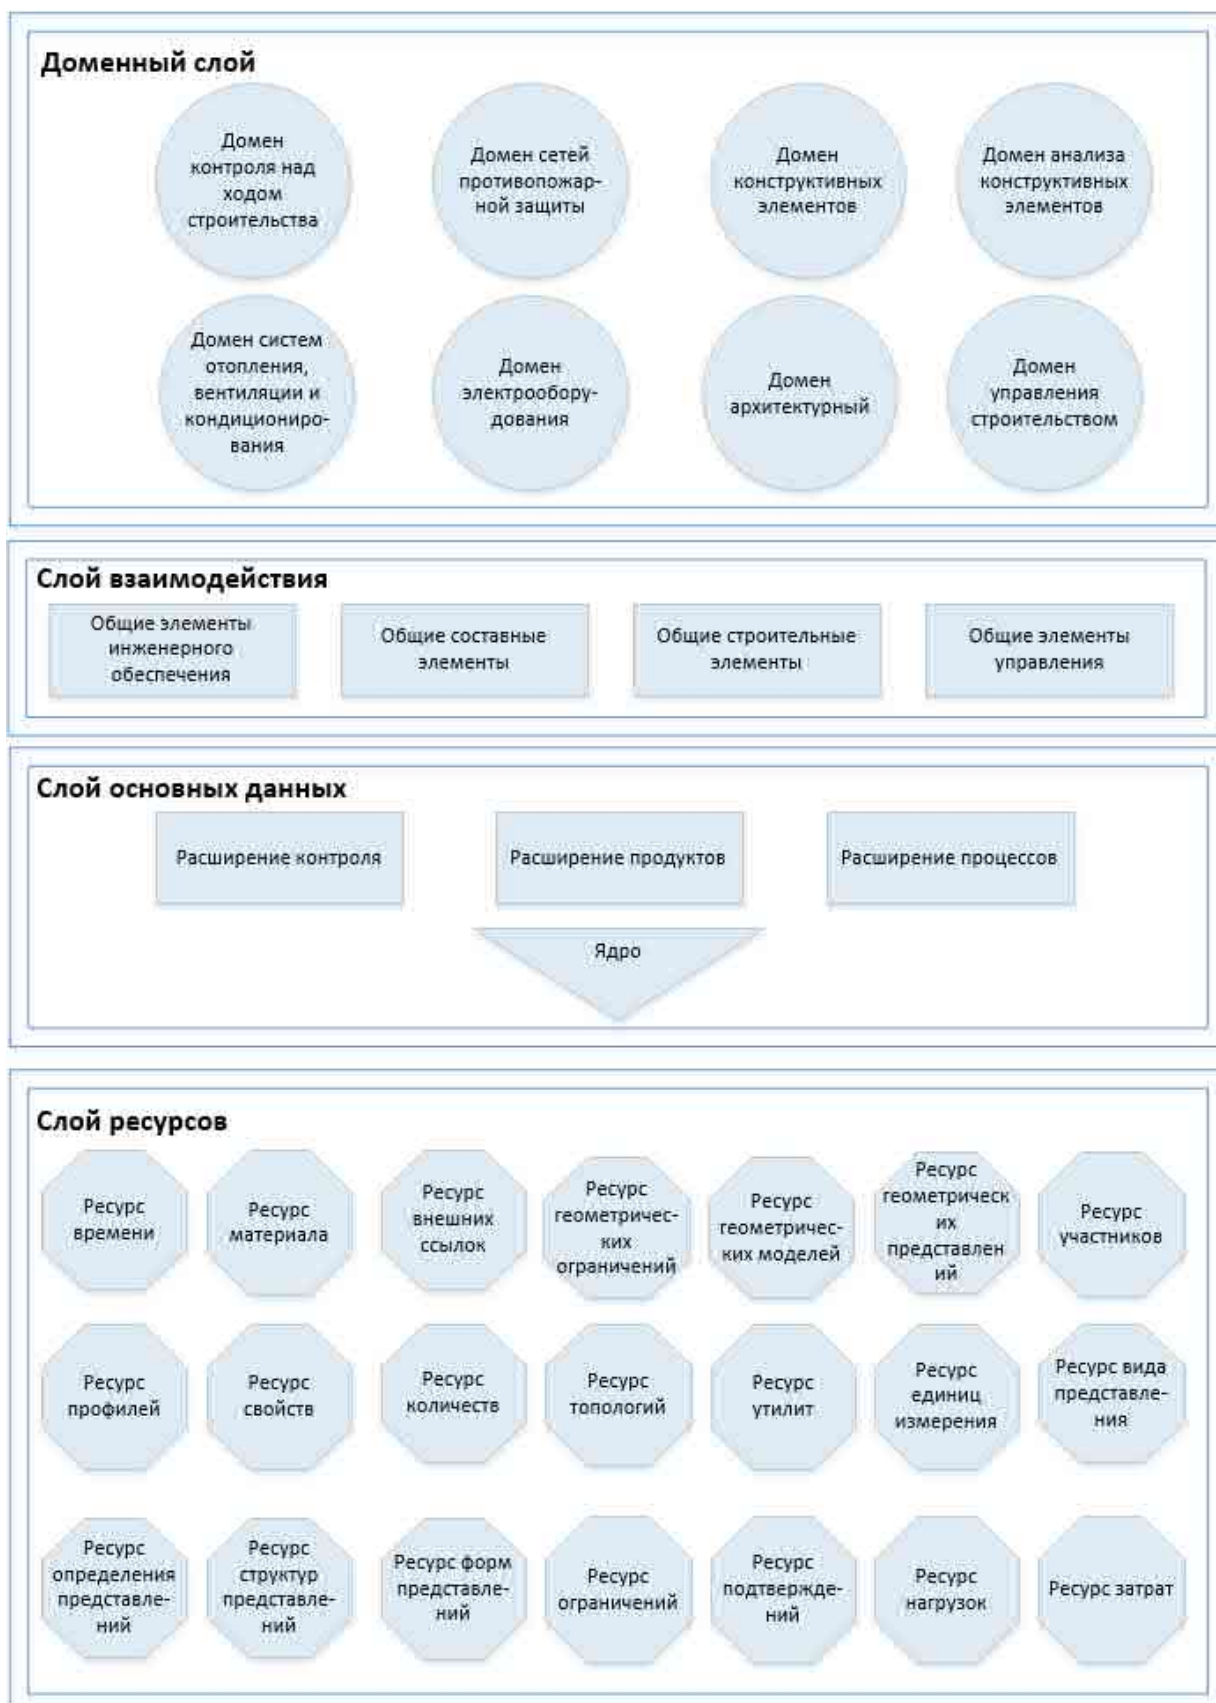 Доменный слой
Домен
контроля над
ходом
строительства
Домен сетей
противопожар-
ной защиты
Домен
конструктивных
элементов
Домен анализа
конструктивных
элементов
Домен систем
отопления,
вентиляции и
кондициониро-
вания
Домен
электрообору-
дования
Домен
архитектурный
Домен
управления
строительством
Слой взаимодействия
Общие элементы
инженерного
обеспечения
Общие составные
элементы
Общие строительные
элементы
Общие элементы
управления
Слой основных данных
Расширение контроля
Расширение продуктов
Расширение процессов
Ядро
Слой ресурсов
Ресурс
времени
Ресурс
материала
Ресурс
внешних
ссылок
Ресурс
геометричес-
ких
ограничений
Ресурс
геометричес-
ких моделей
Ресурс
геометрическ
их
представлен
ий
Ресурс
участников
Ресурс
профилей
Ресурс
свойств
Ресурс
количеств
Ресурс
топологий
Ресурс
утилит
Ресурс
единиц
измерения
Ресурс вида
представле-
ния
Ресурс
определения
представле-
ний
Ресурс
структур
представле-
ний
Ресурс форм
представле-
ний
Ресурс
ограничений
Ресурс
подтвержде-
ний
Ресурс
нагрузок
Ресурс затрат